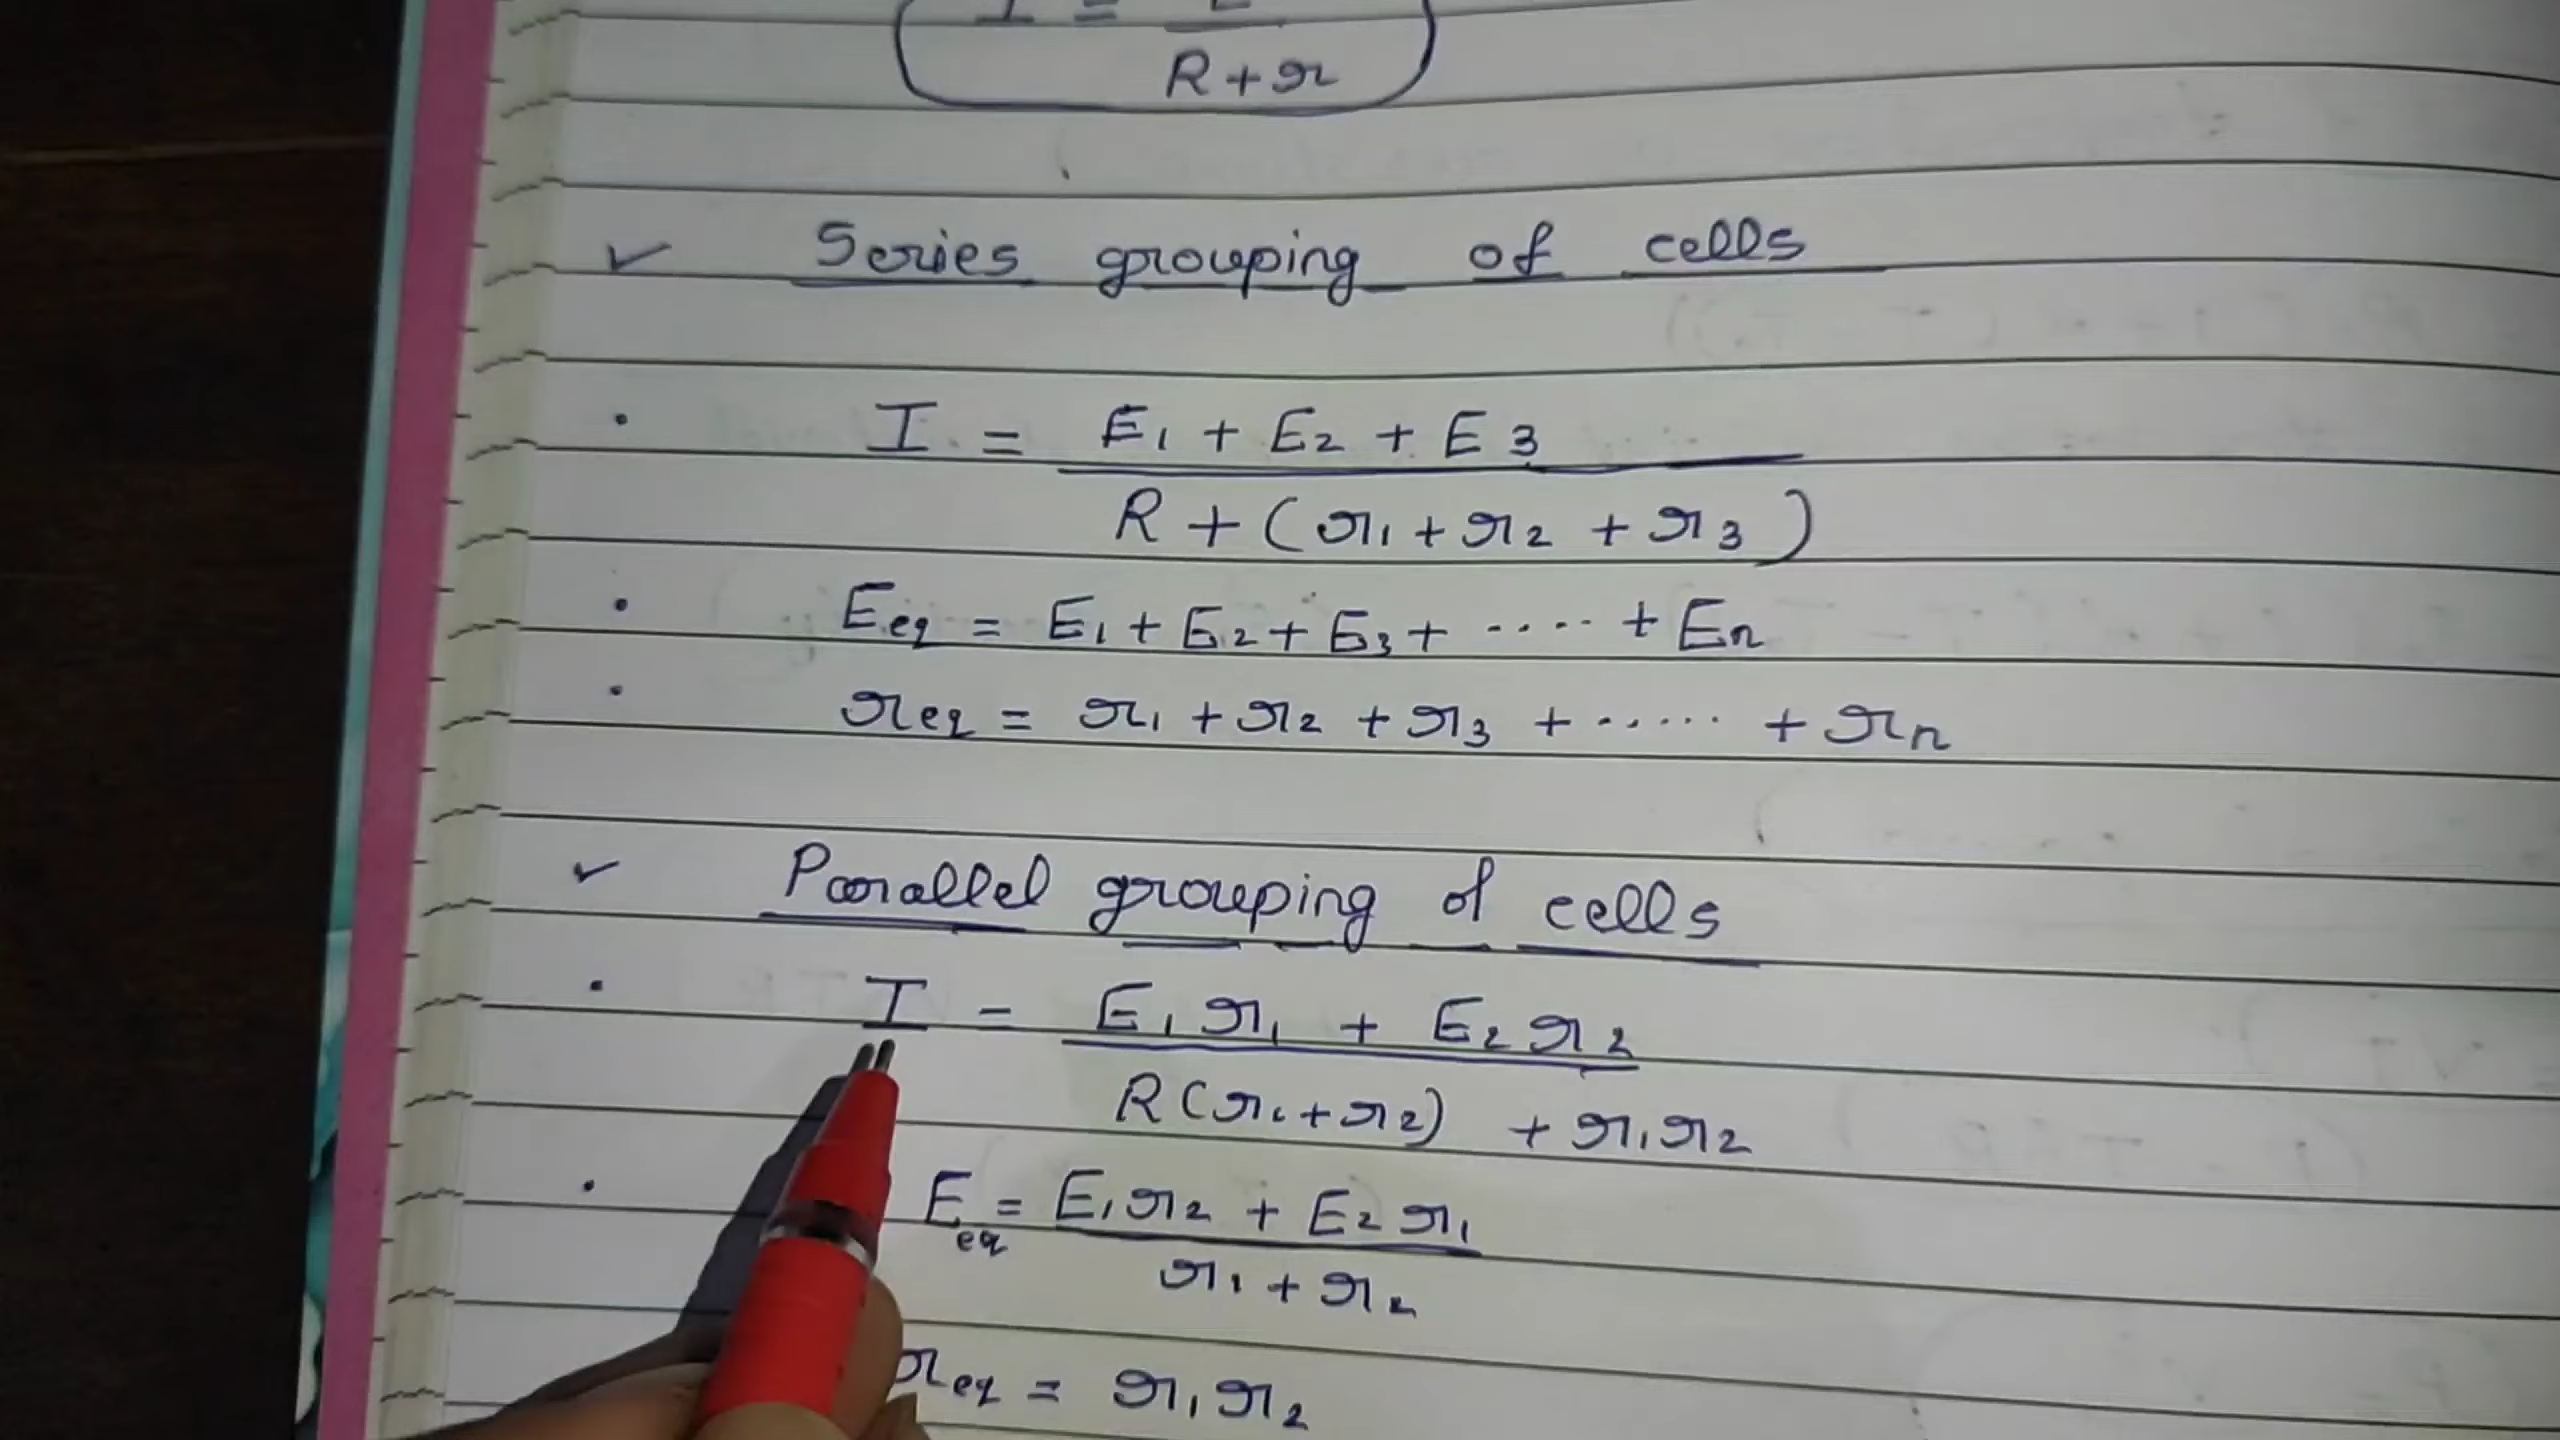 I = E
R + r
✓ Series grouping of cells
• I = E1 + E2 + E3
R + (r1 + r2 + r3)
• Eeq = E1 + E2 + E3 + ..... + En
• req = r1 + r2 + r3 + ...... + rn
✓ Parallel grouping of cells
• I = E1r1 + E2r2
R(r1 + r2) + r1r2
• Eeq = E1r2 + E2r1
r1 + r2
req = r1r2